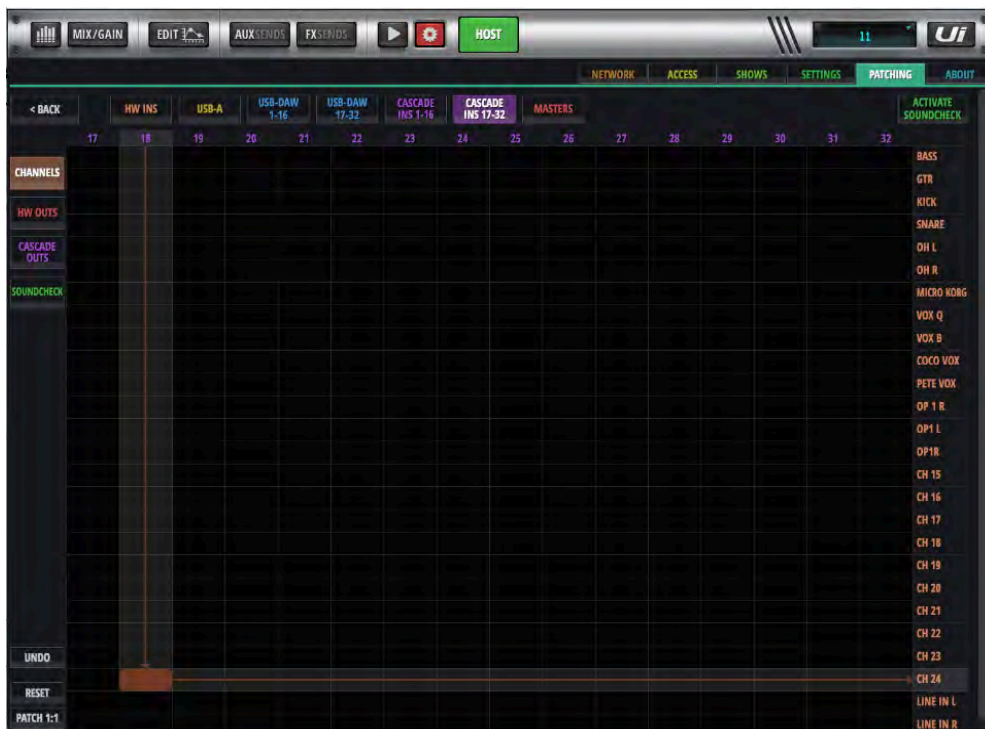 MIX/GAIN EDIT AUXSENDS FXSENDS HOST 11 Ui
NETWORK ACCESS SHOWS SETTINGS PATCHING ABOUT
< BACK HW INS USB-A USB-DAW 1-16 USB-DAW 17-32 CASCADE INS 1-16 CASCADE INS 17-32 MASTERS ACTIVATE SOUNDCHECK
17 18 19 20 21 22 23 24 25 26 27 28 29 30 31 32
CHANNELS
HW OUTS
CASCADE
OUTS
SOUNDCHECK
UNDO
RESET
PATCH 1:1
BASS
GTR
KICK
SNARE
OH L
OH R
MICRO KORG
VOX Q
VOX B
COCO VOX
PETE VOX
OP 1 R
OP1 L
OP1R
CH 15
CH 16
CH 17
CH 18
CH 19
CH 20
CH 21
CH 22
CH 23
CH 24
LINE IN L
LINE IN R